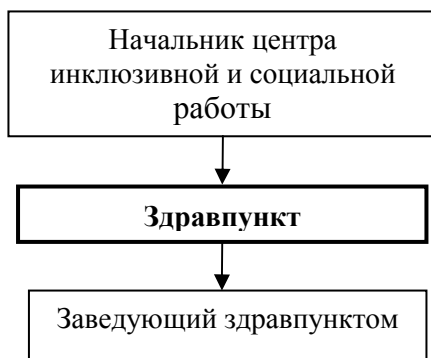 Начальник центра
инклюзивной и социальной
работы
Здравпункт
Заведующий здравпунктом